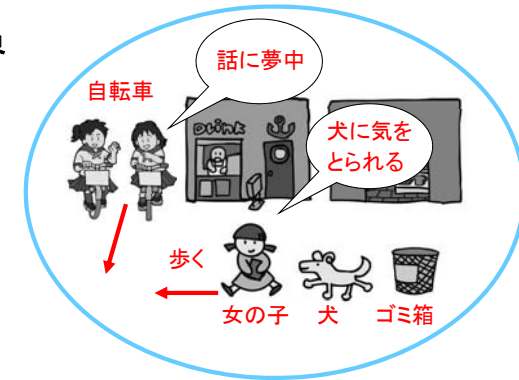 話に夢中
自転車
Drink
犬に気を
とられる
歩く
女の子
犬
ゴミ箱